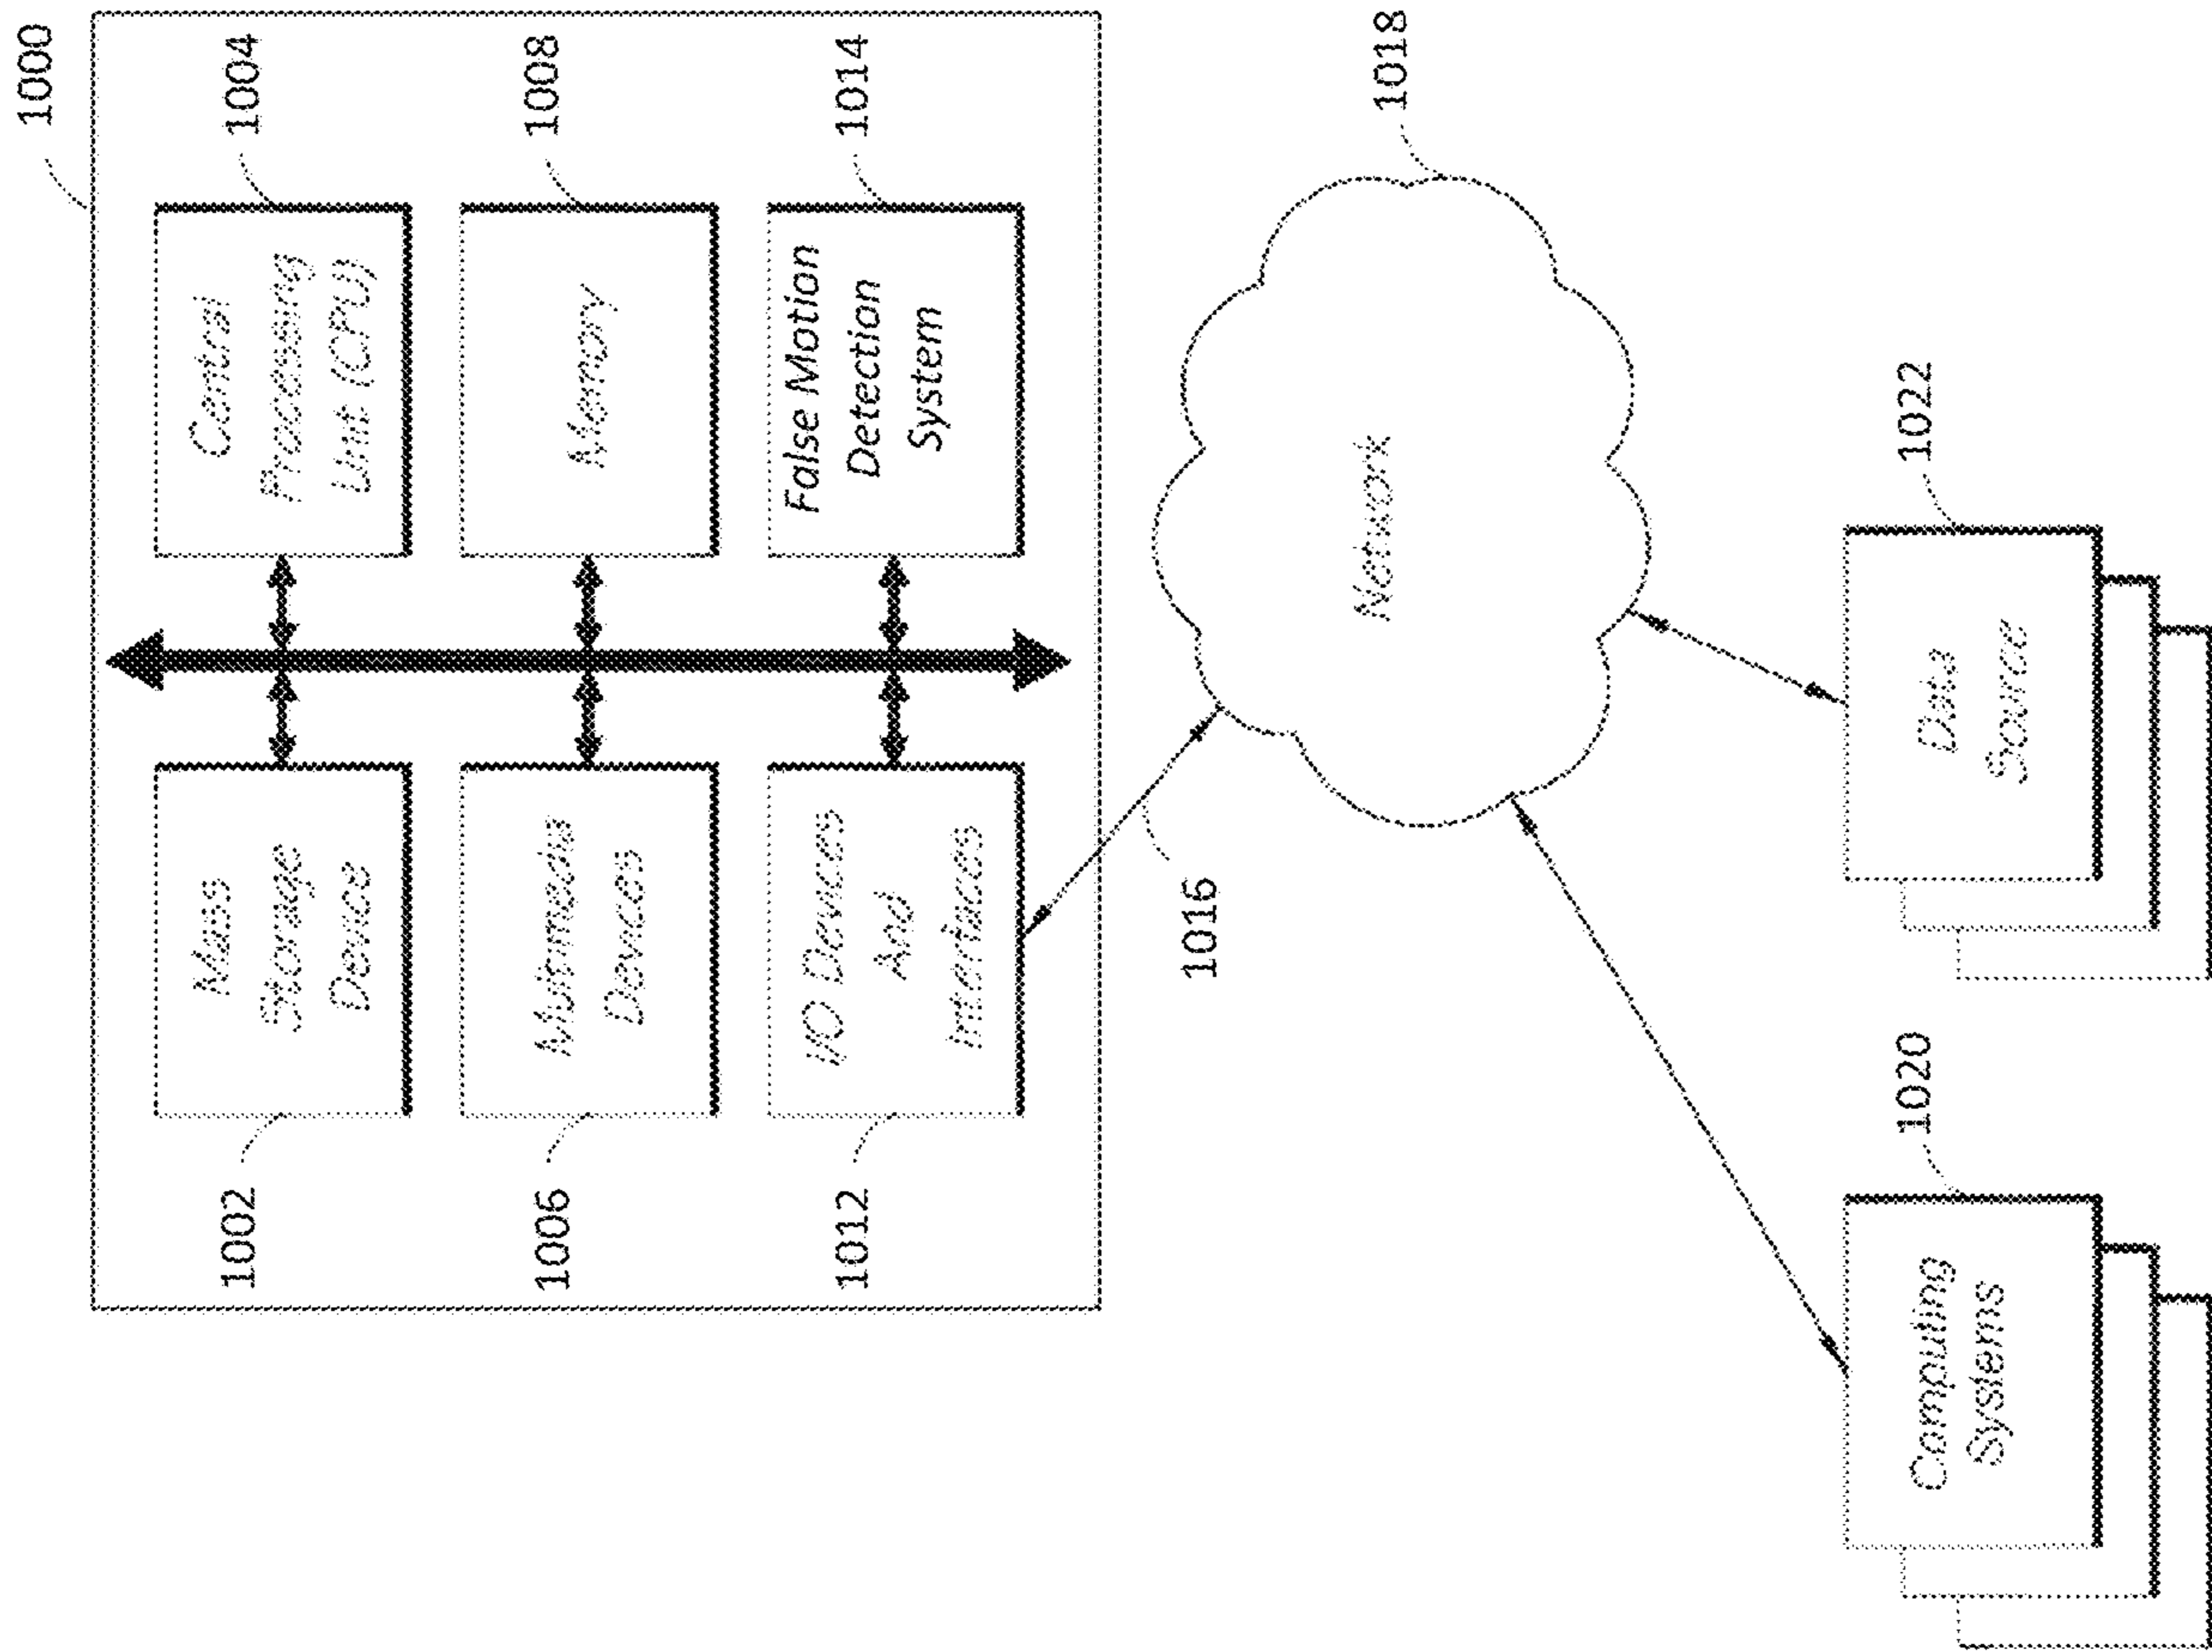 1000
1002
Mass
Storage
Device
Central
Processing
Unit (CPU)
1004
1006
Multimedia
Devices
Memory
1008
1012
I/O Devices
And
Interfaces
False Motion
Detection
System
1014
1016
Network
1018
Computing
Systems
1020
Data
Source
1022